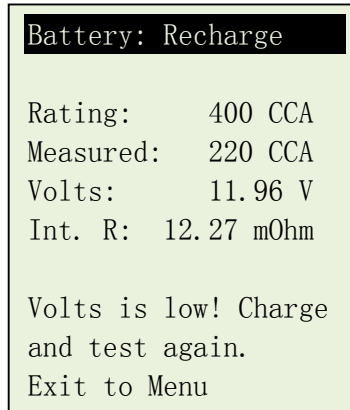 Battery: Recharge
Rating: 400 CCA
Measured: 220 CCA
Volts: 11.96 V
Int. R: 12.27 mOhm
Volts is low! Charge
and test again.
Exit to Menu